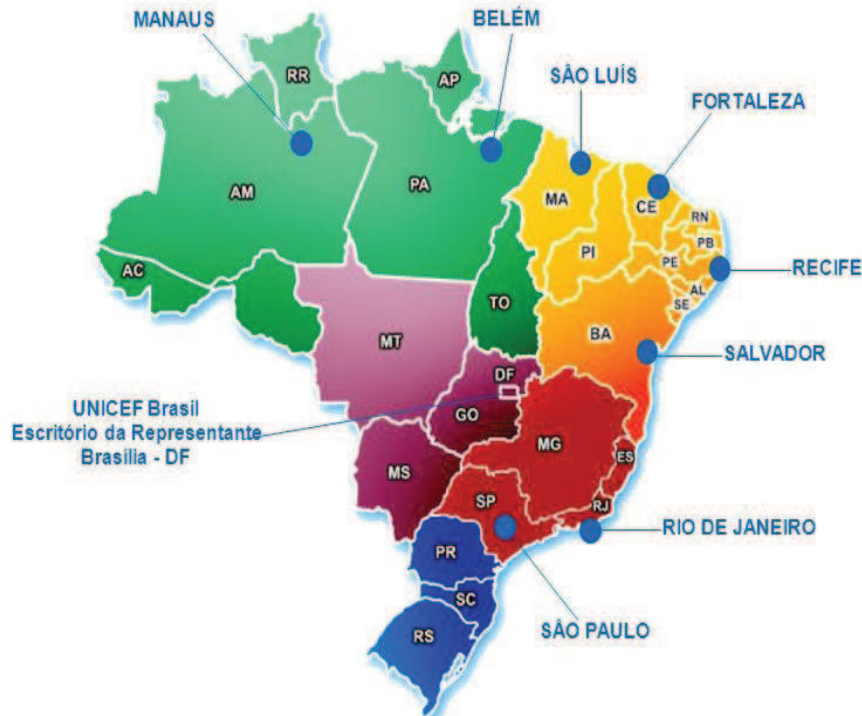 MANAUS
BELÉM
SÂO LUÍS
FORTALEZA
RR
AP
AM
PA
MA
CE
RN
PB
PI
PE
AL
SE
RECIFE
AC
TO
BA
MT
SALVADOR
DF
UNICEF Brasil
Escritório da Representante
Brasilia - DF
GO
MG
ES
MS
SP
RJ
RIO DE JANEIRO
PR
SC
SÂO PAULO
RS